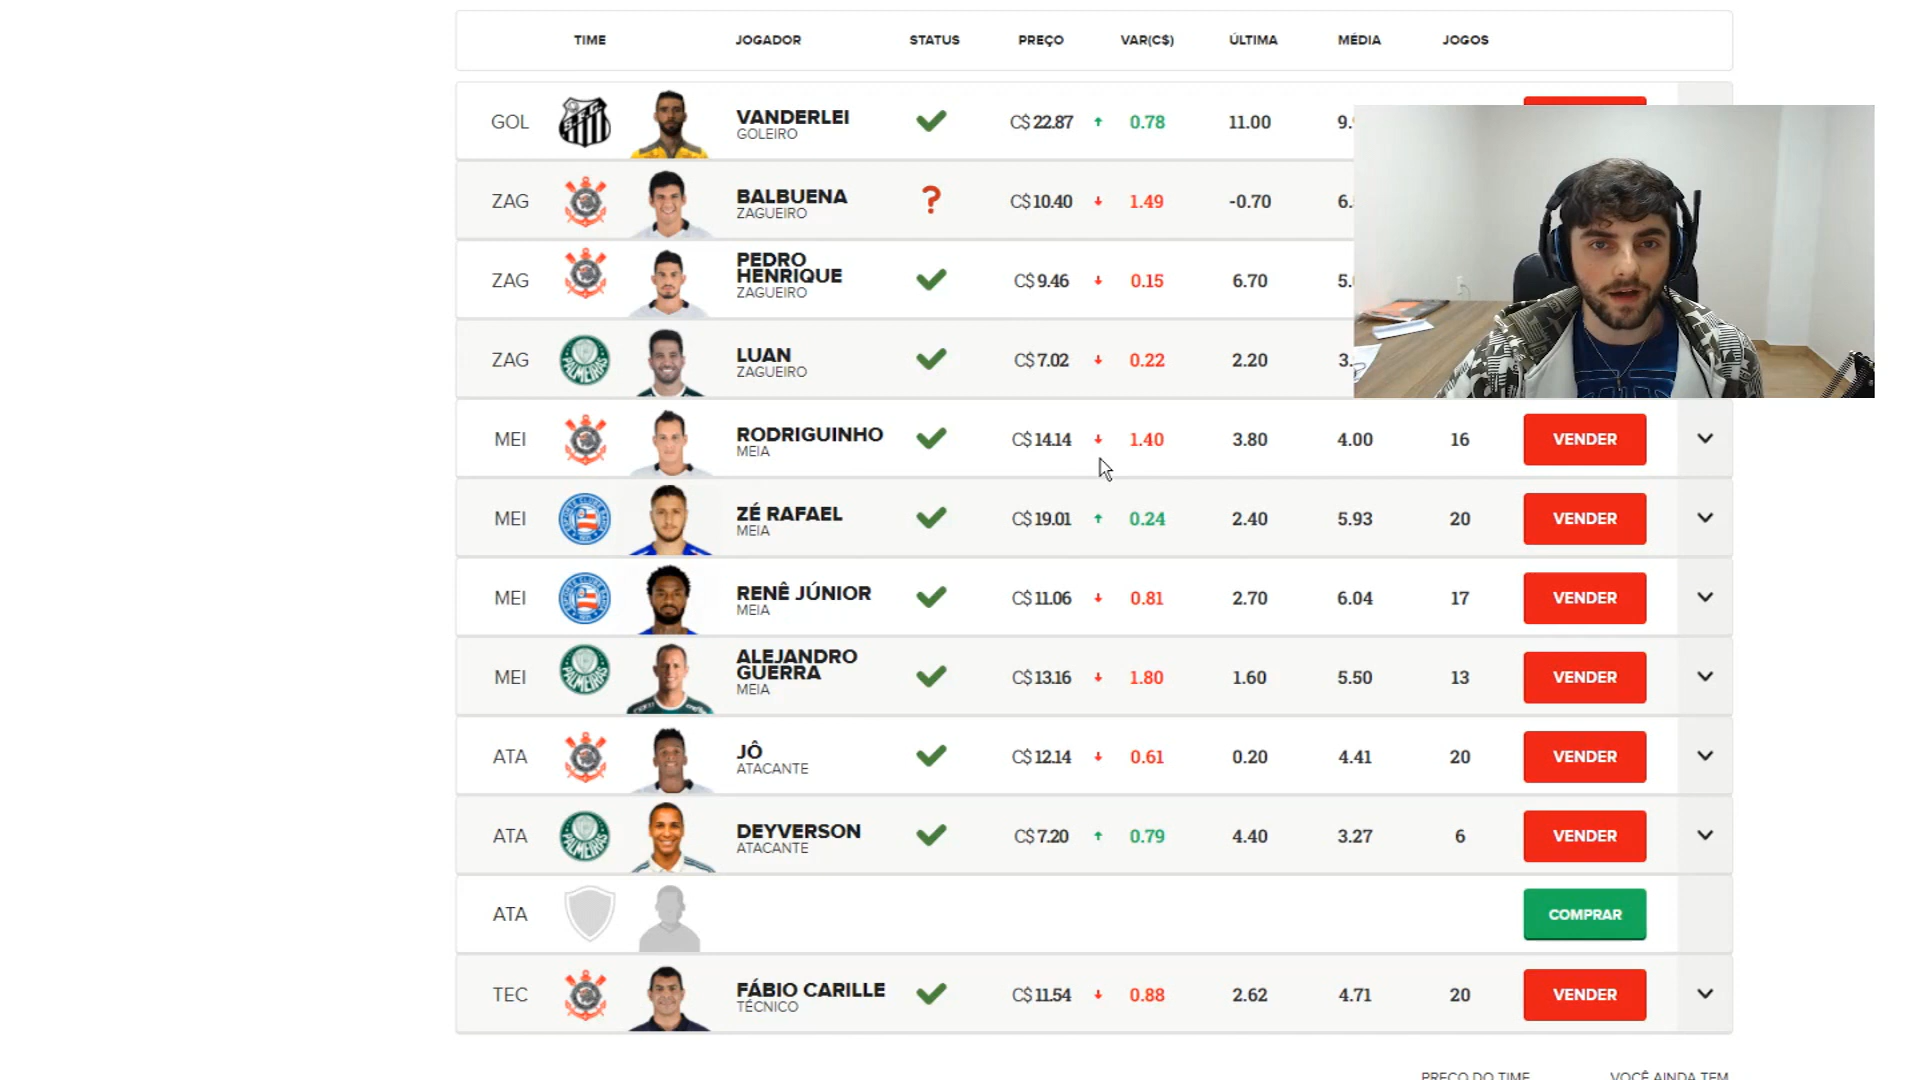 TIME JOGADOR STATUS PREÇO VAR(C$) ÚLTIMA MÉDIA JOGOS
GOL VANDERLEI C$ 22.87 0.78 11.00 9.
GOLEIRO
ZAG BALBUENA ? C$ 10.40 1.49 -0.70 6.
ZAGUEIRO
ZAG PEDRO HENRIQUE C$ 9.46 0.15 6.70 5.
ZAGUEIRO
ZAG LUAN C$ 7.02 0.22 2.20 3.
ZAGUEIRO
PALMEIRAS
MEI RODRIGUINHO C$ 14.14 1.40 3.80 4.00 16 VENDER
MEIA
MEI ZÉ RAFAEL C$ 19.01 0.24 2.40 5.93 20 VENDER
MEIA
MEI RENÊ JÚNIOR C$ 11.06 0.81 2.70 6.04 17 VENDER
MEIA
MEI ALEJANDRO GUERRA C$ 13.16 1.80 1.60 5.50 13 VENDER
MEIA
PALMEIRAS
ATA JÔ C$ 12.14 0.61 0.20 4.41 20 VENDER
ATACANTE
ATA DEYVERSON C$ 7.20 0.79 4.40 3.27 6 VENDER
ATACANTE
PALMEIRAS
ATA COMPRAR
TEC FÁBIO CARILLE C$ 11.54 0.88 2.62 4.71 20 VENDER
TÉCNICO
PREÇO DO TIME VOCÊ AINDA TEM